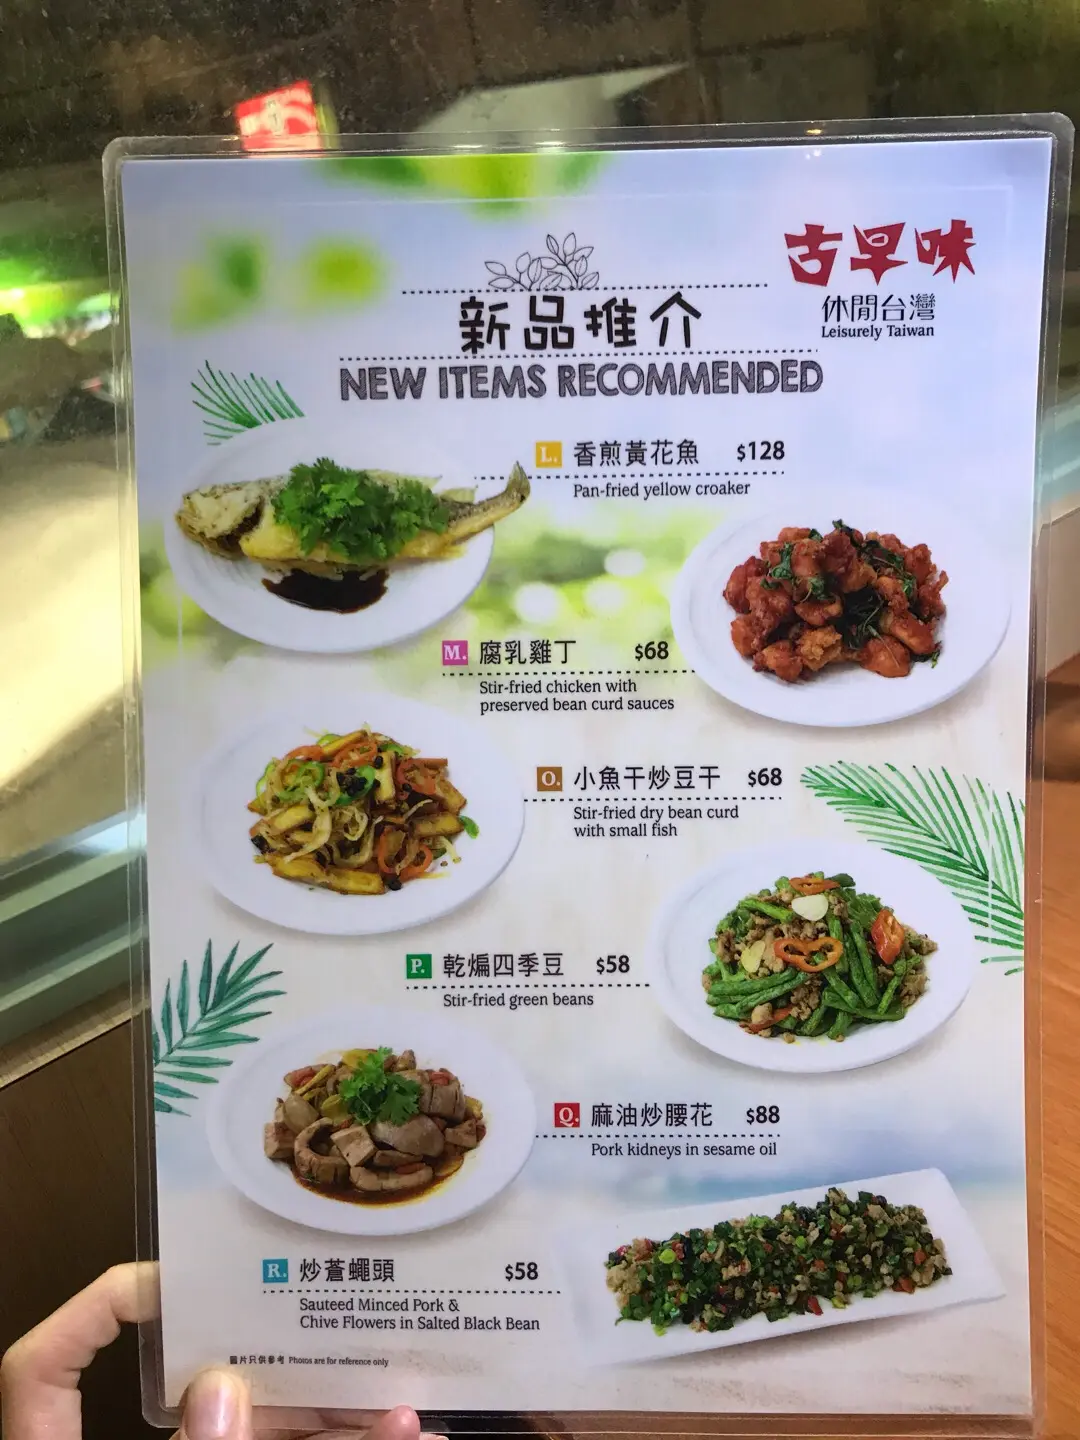 古早味
休閒台灣
Leisurely Taiwan
新品推介
NEW ITEMS RECOMMENDED
L. 香煎黃花魚 $128
Pan-fried yellow croaker
M. 腐乳雞丁 $68
Stir-fried chicken with
preserved bean curd sauces
O. 小魚干炒豆干 $68
Stir-fried dry bean curd
with small fish
P. 乾煸四季豆 $58
Stir-fried green beans
Q. 麻油炒腰花 $88
Pork kidneys in sesame oil
R. 炒蒼蠅頭 $58
Sauteed Minced Pork &
Chive Flowers in Salted Black Bean
圖片只供參考 Photos are for reference only